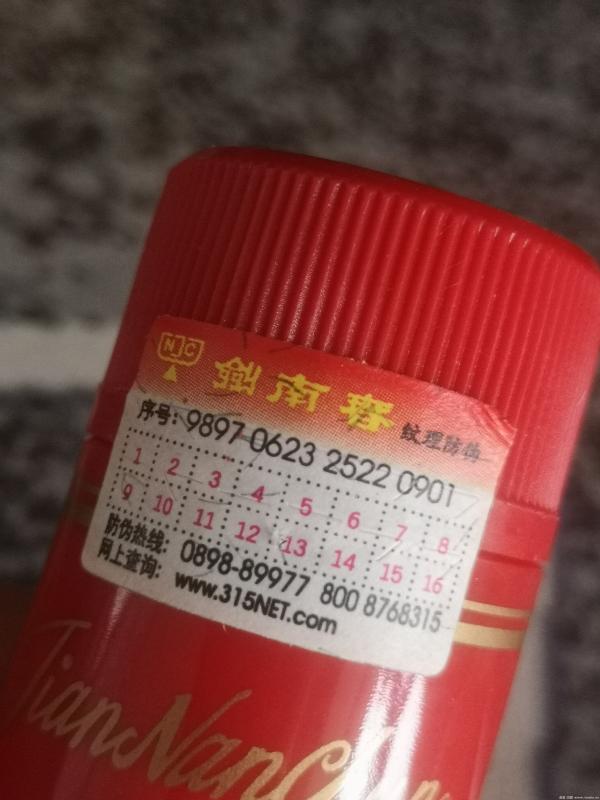 NJC
劍南春 纹理防伪
序号: 9897 0623 2522 0901
1 2 3 4 5 6 7 8
9 10 11 12 13 14 15 16
防伪热线: 0898-89977 800 8768315
网上查询: www.315NET.com
JianNanChun